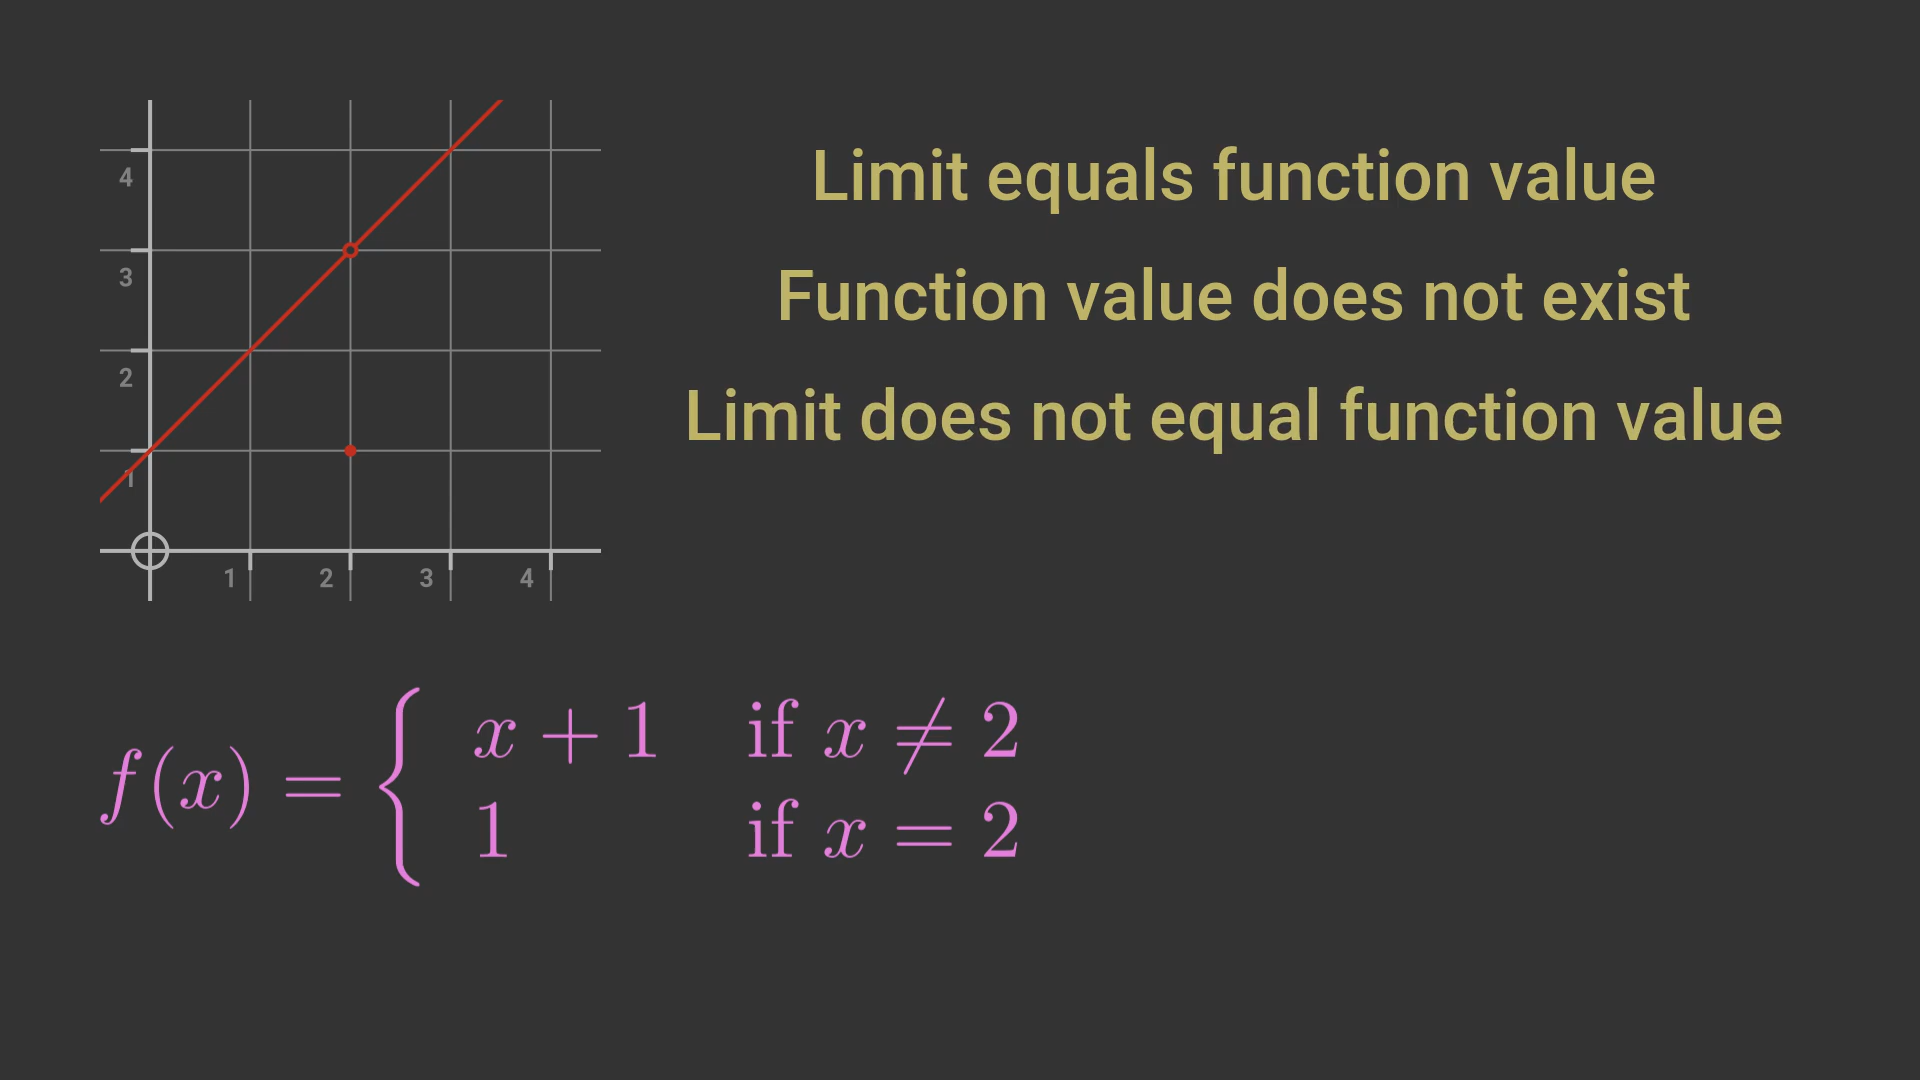 4
3
2
1
1 2 3 4
Limit equals function value
Function value does not exist
Limit does not equal function value
f(x) = { x + 1 if x ≠ 2
1 if x = 2